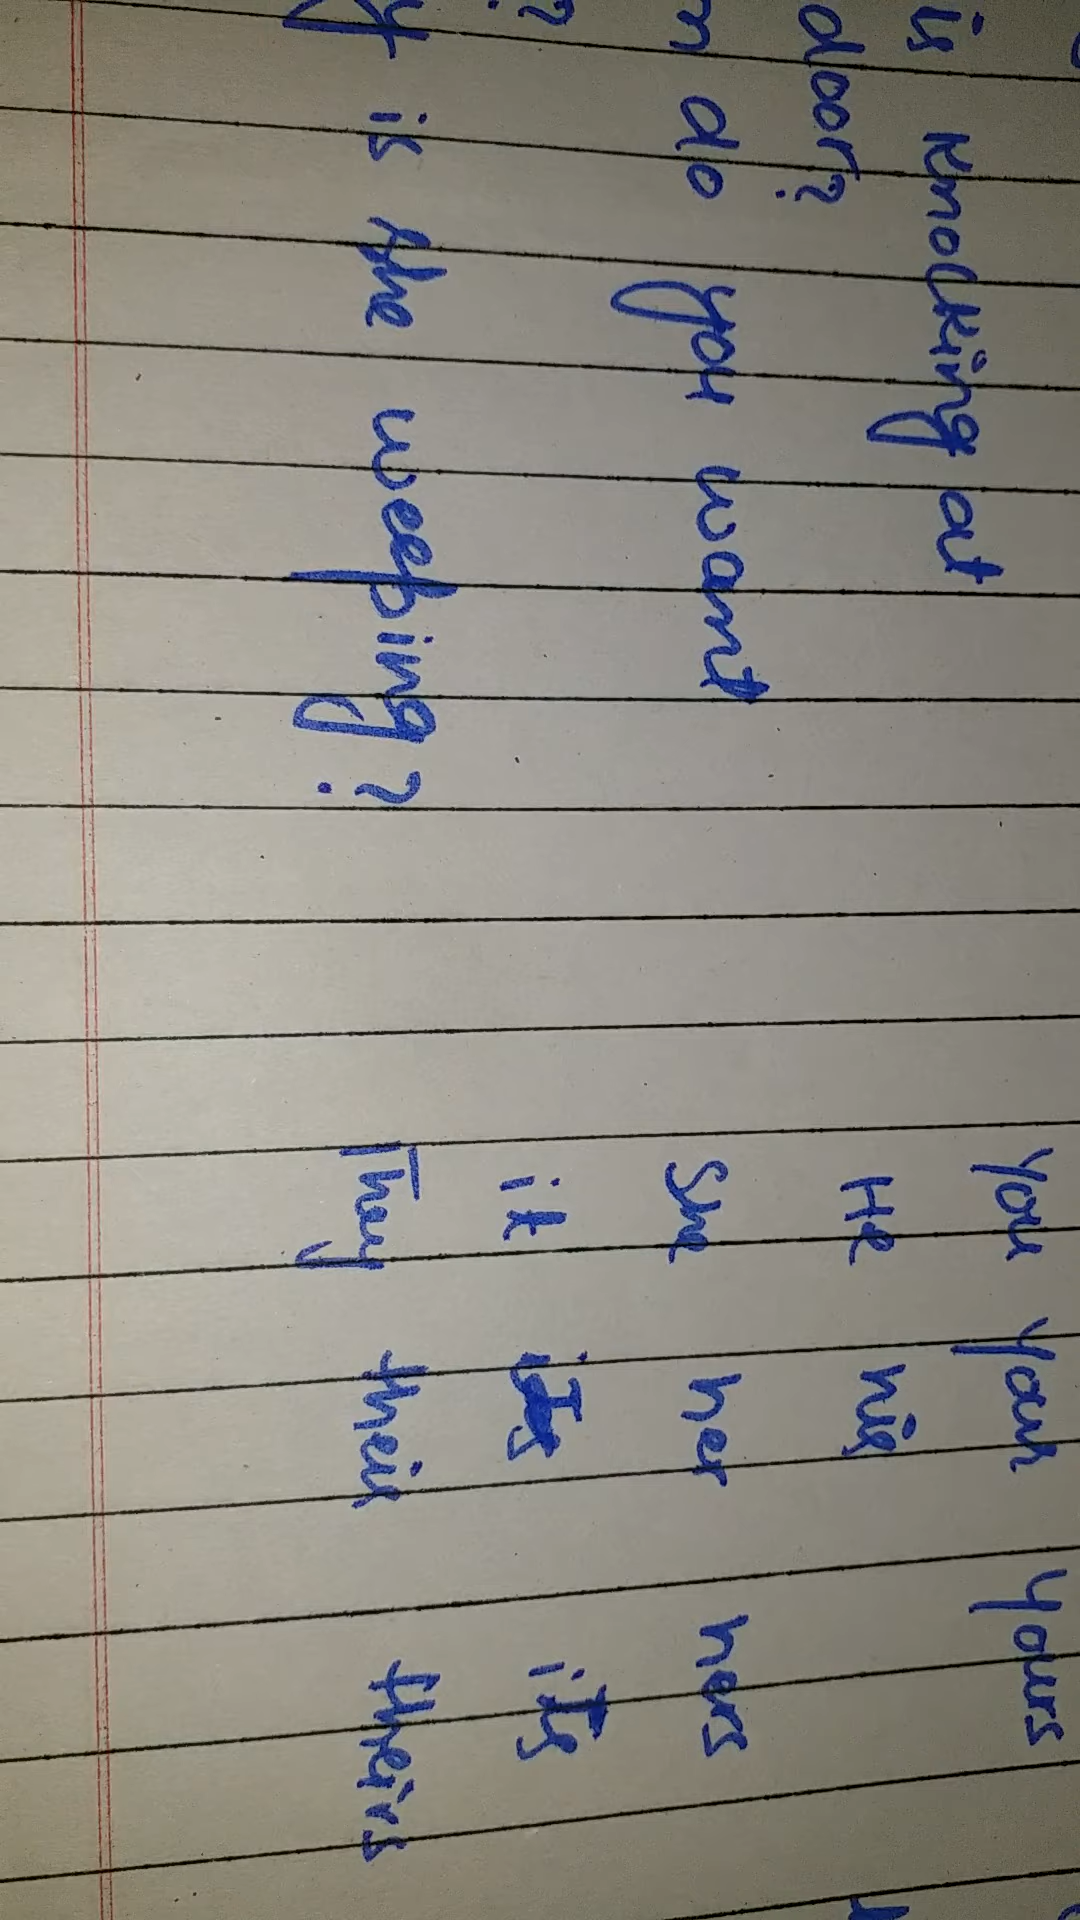 is knocking at
door?
do you want
?
is the weeping?
you your yours
He his
She her hers
it its its
They their theirs